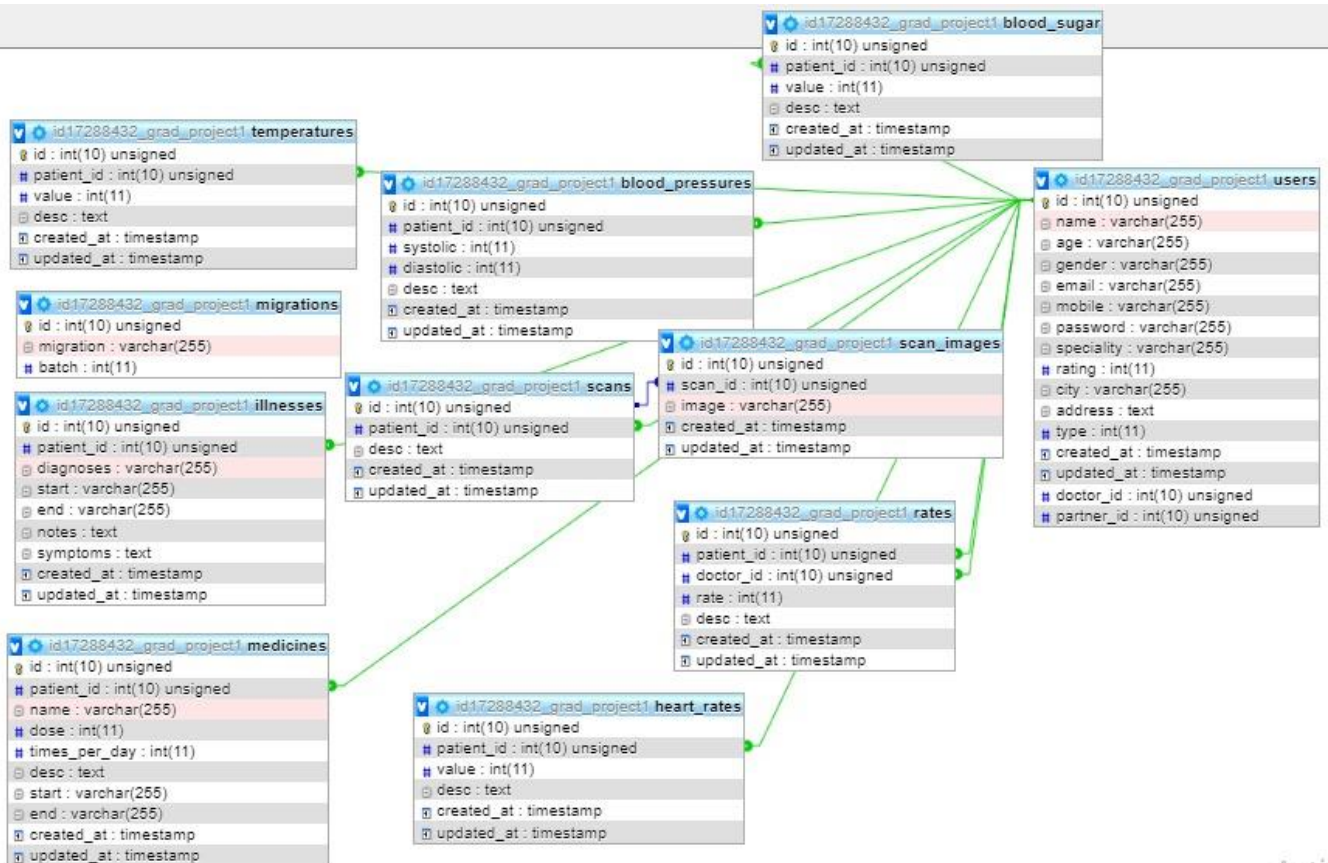 id17288432_grad_project1 blood_sugar
id : int(10) unsigned
patient_id : int(10) unsigned
value : int(11)
desc : text
created_at : timestamp
updated_at : timestamp
id17288432_grad_project1 temperatures
id : int(10) unsigned
patient_id : int(10) unsigned
value : int(11)
desc : text
created_at : timestamp
updated_at : timestamp
id17288432_grad_project1 blood_pressures
id : int(10) unsigned
patient_id : int(10) unsigned
systolic : int(11)
diastolic : int(11)
desc : text
created_at : timestamp
updated_at : timestamp
id17288432_grad_project1 users
id : int(10) unsigned
name : varchar(255)
age : varchar(255)
gender : varchar(255)
email : varchar(255)
mobile : varchar(255)
password : varchar(255)
speciality : varchar(255)
rating : int(11)
city : varchar(255)
address : text
type : int(11)
created_at : timestamp
updated_at : timestamp
doctor_id : int(10) unsigned
partner_id : int(10) unsigned
id17288432_grad_project1 migrations
id : int(10) unsigned
migration : varchar(255)
batch : int(11)
id17288432_grad_project1 scan_images
id : int(10) unsigned
scan_id : int(10) unsigned
image : varchar(255)
created_at : timestamp
updated_at : timestamp
id17288432_grad_project1 scans
id : int(10) unsigned
patient_id : int(10) unsigned
desc : text
created_at : timestamp
updated_at : timestamp
id17288432_grad_project1 illnesses
id : int(10) unsigned
patient_id : int(10) unsigned
diagnoses : varchar(255)
start : varchar(255)
end : varchar(255)
notes : text
symptoms : text
created_at : timestamp
updated_at : timestamp
id17288432_grad_project1 rates
id : int(10) unsigned
patient_id : int(10) unsigned
doctor_id : int(10) unsigned
rate : int(11)
desc : text
created_at : timestamp
updated_at : timestamp
id17288432_grad_project1 medicines
id : int(10) unsigned
patient_id : int(10) unsigned
name : varchar(255)
dose : int(11)
times_per_day : int(11)
desc : text
start : varchar(255)
end : varchar(255)
created_at : timestamp
updated_at : timestamp
id17288432_grad_project1 heart_rates
id : int(10) unsigned
patient_id : int(10) unsigned
value : int(11)
desc : text
created_at : timestamp
updated_at : timestamp